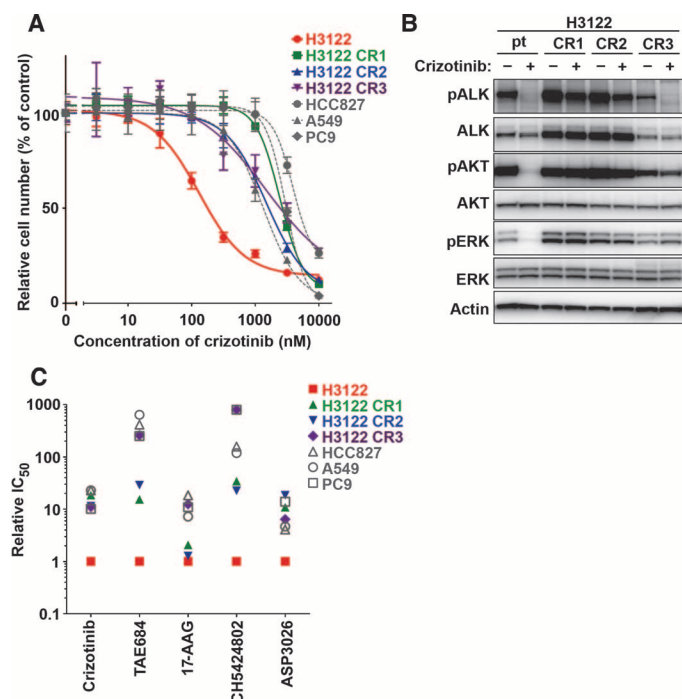 A
Relative cell number (% of control)
100
50
0
0 10 100 1000 10000
Concentration of crizotinib (nM)
H3122
H3122 CR1
H3122 CR2
H3122 CR3
HCC827
A549
PC9
B
H3122
pt CR1 CR2 CR3
Crizotinib: – + – + – + – +
pALK
ALK
pAKT
AKT
pERK
ERK
Actin
C
Relative IC50
1000
100
10
1
0.1
Crizotinib
TAE684
17-AAG
CH5424802
ASP3026
H3122
H3122 CR1
H3122 CR2
H3122 CR3
HCC827
A549
PC9